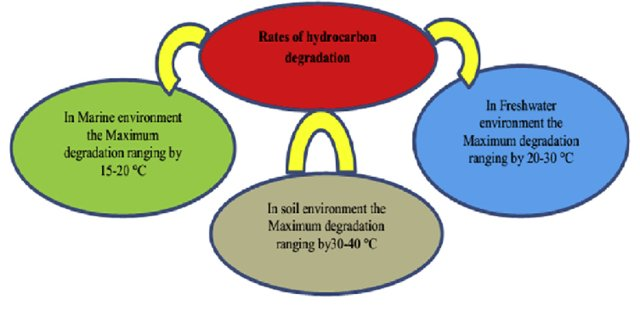 Rates of hydrocarbon
degradation
In Marine environment
the Maximum
degradation ranging by
15-20 °C
In Freshwater
environment the
Maximum degradation
ranging by 20-30 °C
In soil environment the
Maximum degradation
ranging by30-40 °C